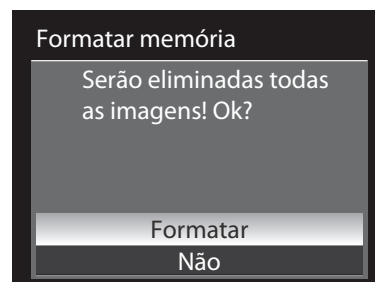 Formatar memória
Serão eliminadas todas
as imagens! Ok?
Formatar
Não